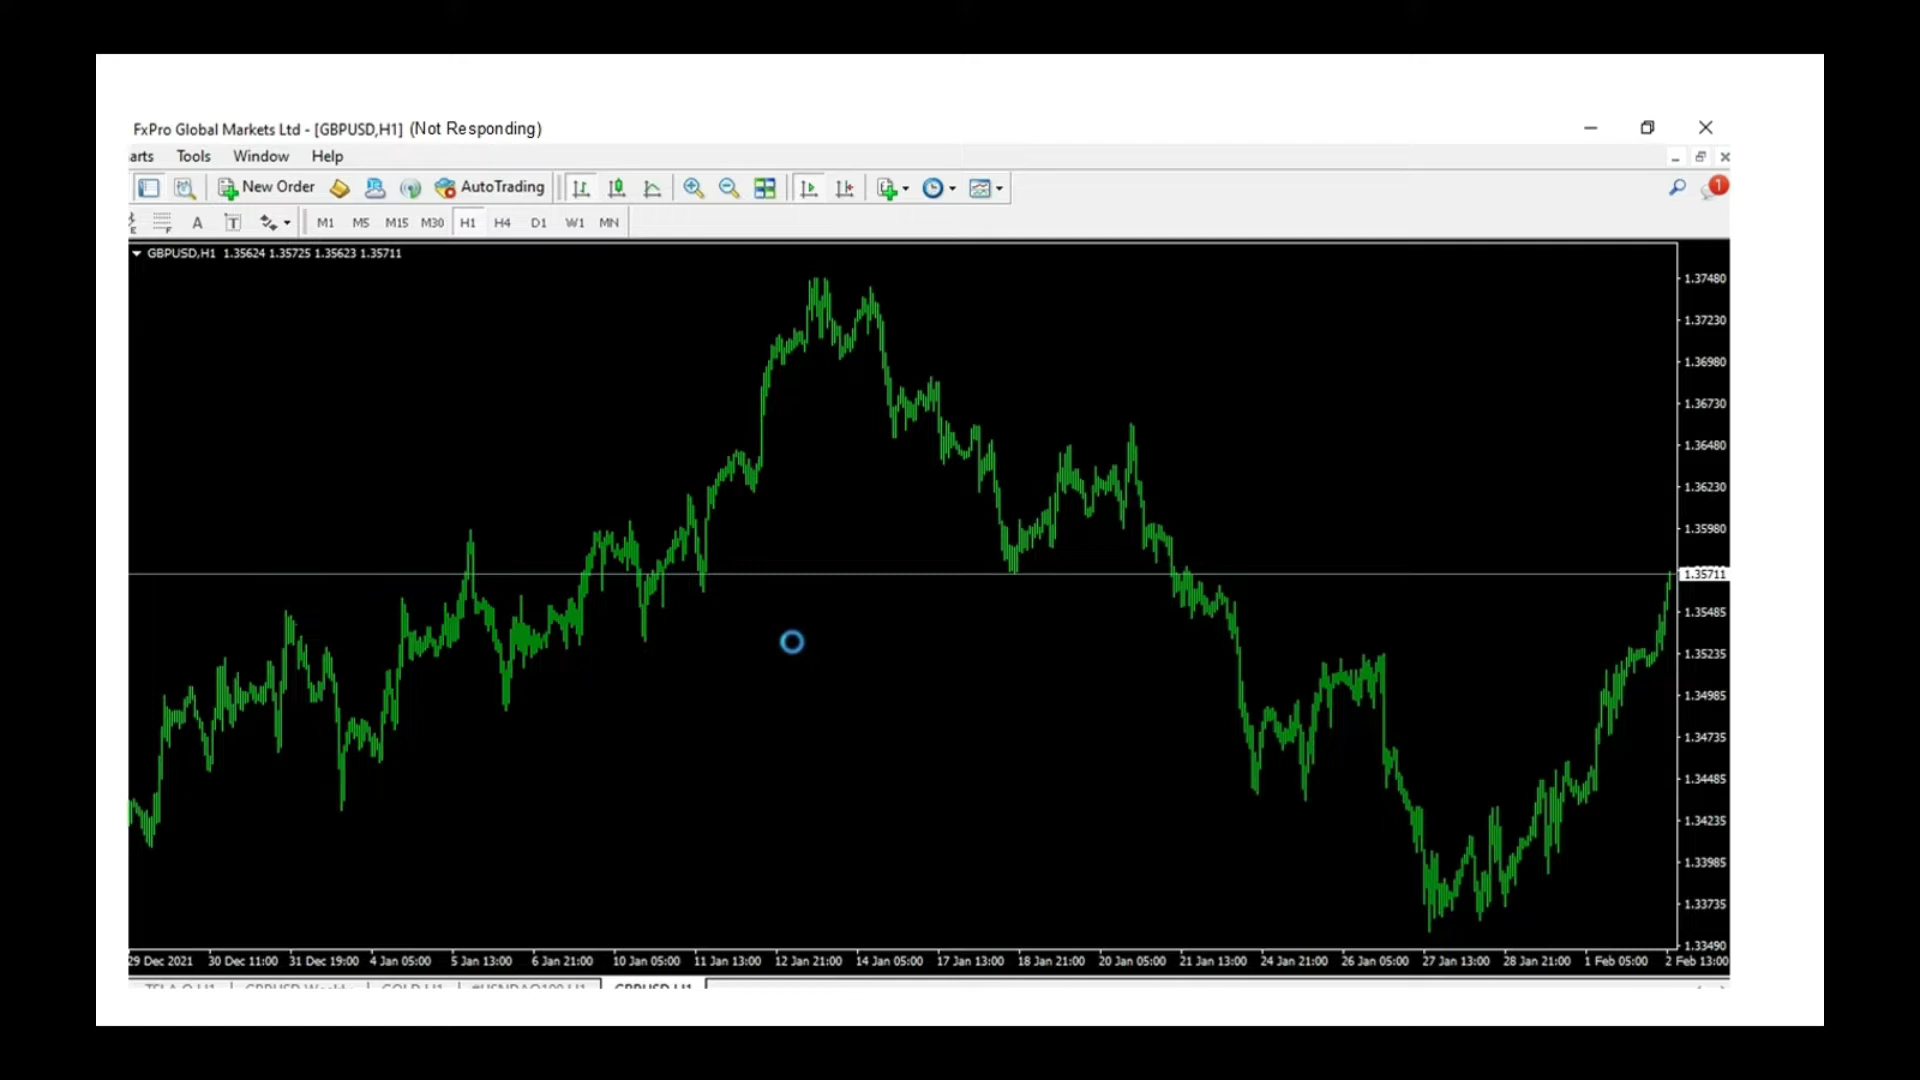 FxPro Global Markets Ltd - [GBPUSD,H1] (Not Responding)
arts Tools Window Help
New Order AutoTrading 1
E F A T M1 M5 M15 M30 H1 H4 D1 W1 MN
GBPUSD,H1 1.35624 1.35725 1.35623 1.35711
1.37480
1.37230
1.36980
1.36730
1.36480
1.36230
1.35980
1.35711
1.35485
1.35235
1.34985
1.34735
1.34485
1.34235
1.33985
1.33735
1.33490
29 Dec 2021 30 Dec 11:00 31 Dec 19:00 4 Jan 05:00 5 Jan 13:00 6 Jan 21:00 10 Jan 05:00 11 Jan 13:00 12 Jan 21:00 14 Jan 05:00 17 Jan 13:00 18 Jan 21:00 20 Jan 05:00 21 Jan 13:00 24 Jan 21:00 26 Jan 05:00 27 Jan 13:00 28 Jan 21:00 1 Feb 05:00 2 Feb 13:00
GBPUSD Weekly GOLD,H1 GBPUSD,H1